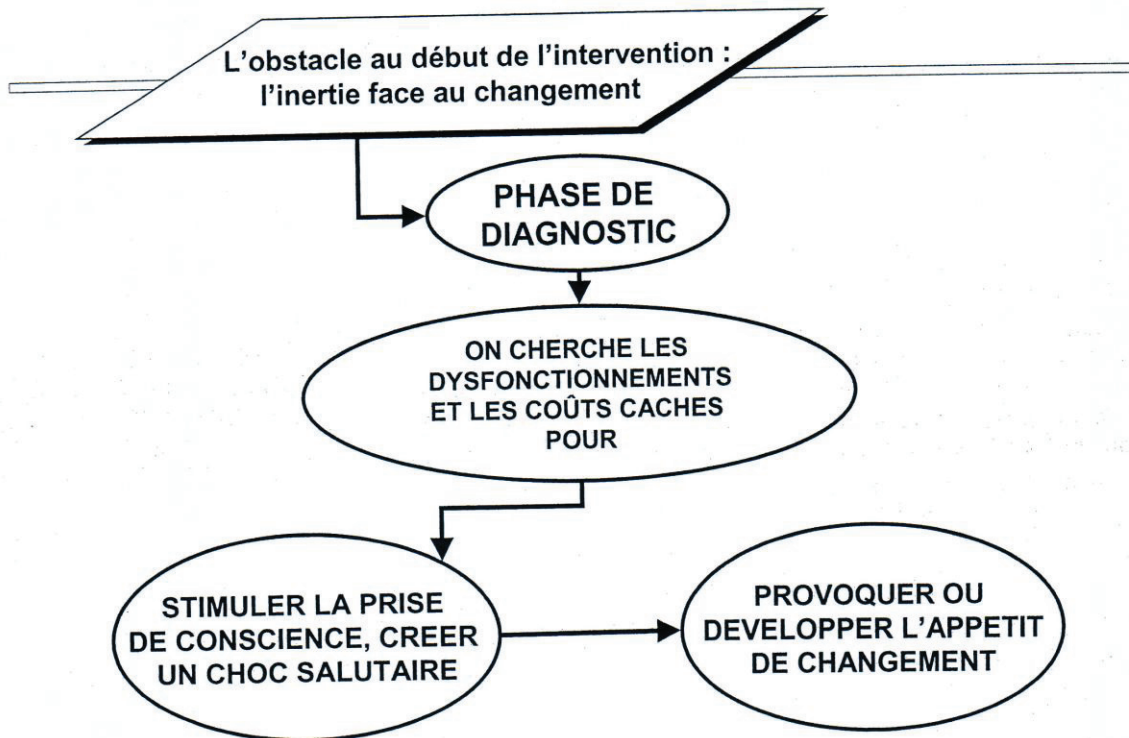 L'obstacle au début de l'intervention :
l'inertie face au changement
PHASE DE
DIAGNOSTIC
ON CHERCHE LES
DYSFONCTIONNEMENTS
ET LES COÛTS CACHES
POUR
STIMULER LA PRISE
DE CONSCIENCE, CREER
UN CHOC SALUTAIRE
PROVOQUER OU
DEVELOPPER L'APPETIT
DE CHANGEMENT